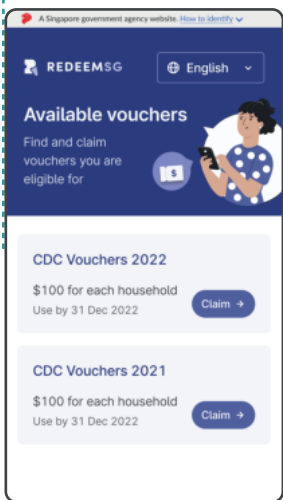 A Singapore government agency website. How to identify
REDEEMSG
English
Available vouchers
Find and claim
vouchers you are
eligible for
$
CDC Vouchers 2022
$100 for each household
Use by 31 Dec 2022
Claim →
CDC Vouchers 2021
$100 for each household
Use by 31 Dec 2022
Claim →